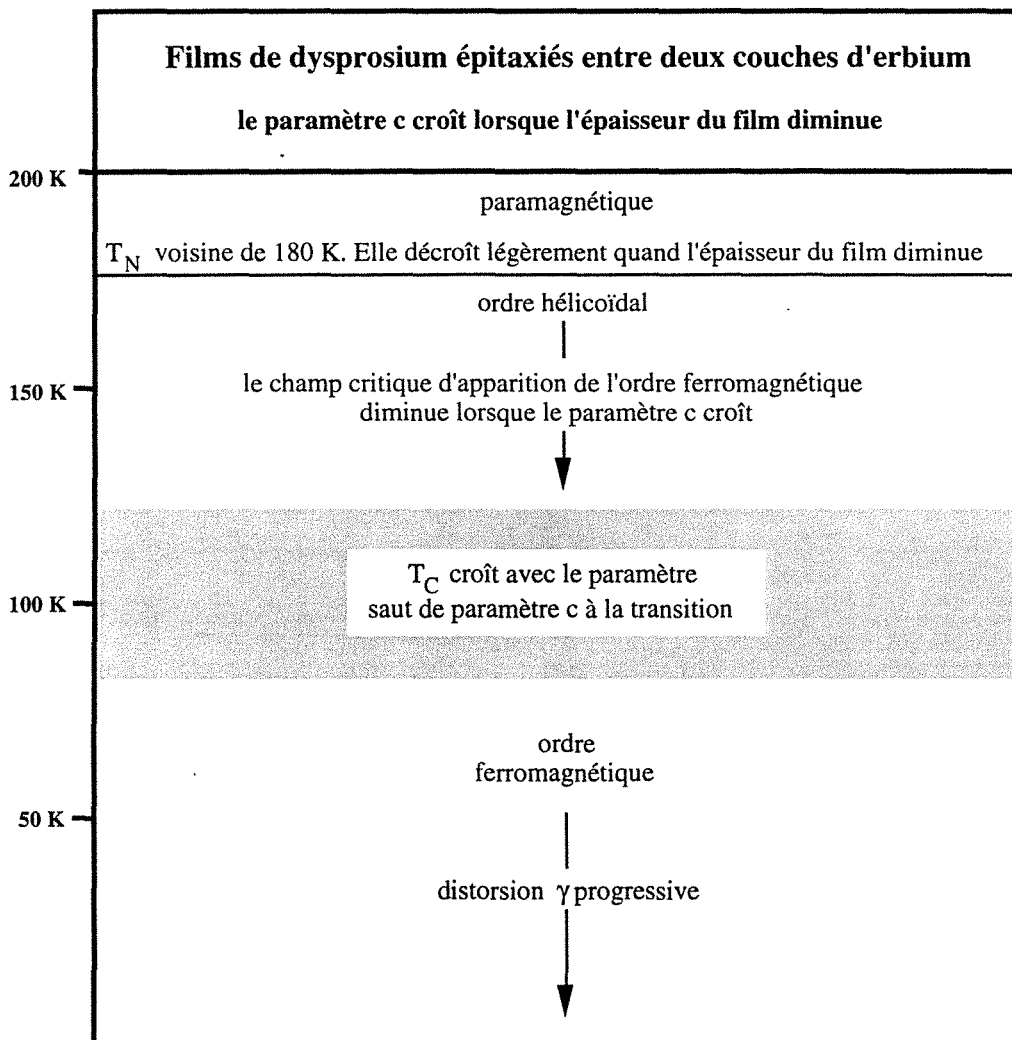 Films de dysprosium épitaxiés entre deux couches d'erbium
le paramètre c croît lorsque l'épaisseur du film diminue
200 K
paramagnétique
T_N voisine de 180 K. Elle décroît légèrement quand l'épaisseur du film diminue
ordre hélicoïdal
150 K
le champ critique d'apparition de l'ordre ferromagnétique
diminue lorsque le paramètre c croît
T_C croît avec le paramètre
100 K
saut de paramètre c à la transition
ordre
ferromagnétique
50 K
distorsion γ progressive